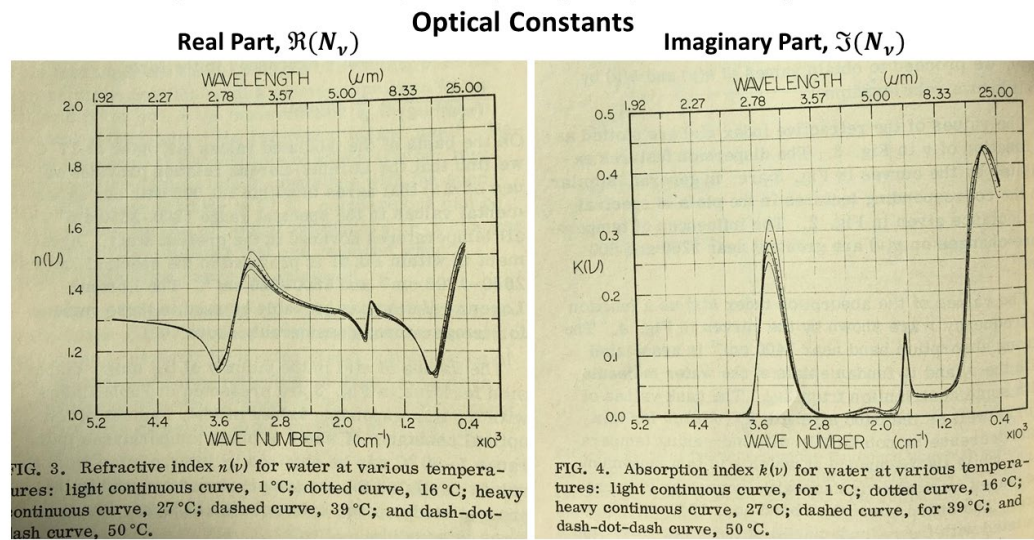 Optical Constants
Real Part, ℜ(N_ν)
Imaginary Part, ℑ(N_ν)
WAVELENGTH (μm)
1.92 2.27 2.78 3.57 5.00 8.33 25.00
2.0
1.8
1.6
n(ν)
1.4
1.2
1.0
5.2 4.4 3.6 2.8 2.0 1.2 0.4
WAVE NUMBER (cm⁻¹) x10³
FIG. 3. Refractive index n(ν) for water at various tempera-
ures: light continuous curve, 1 °C; dotted curve, 16 °C; heavy
continuous curve, 27 °C; dashed curve, 39 °C; and dash-dot-
ash curve, 50 °C.
WAVELENGTH (μm)
1.92 2.27 2.78 3.57 5.00 8.33 25.00
0.5
0.4
0.3
K(ν)
0.2
0.1
0.0
5.2 4.4 3.6 2.8 2.0 1.2 0.4
WAVE NUMBER (cm⁻¹) x10³
FIG. 4. Absorption index k(ν) for water at various tempera-
tures: light continuous curve, for 1 °C; dotted curve, 16 °C;
heavy continuous curve, 27 °C; dashed curve, for 39 °C; and
dash-dot-dash curve, 50 °C.